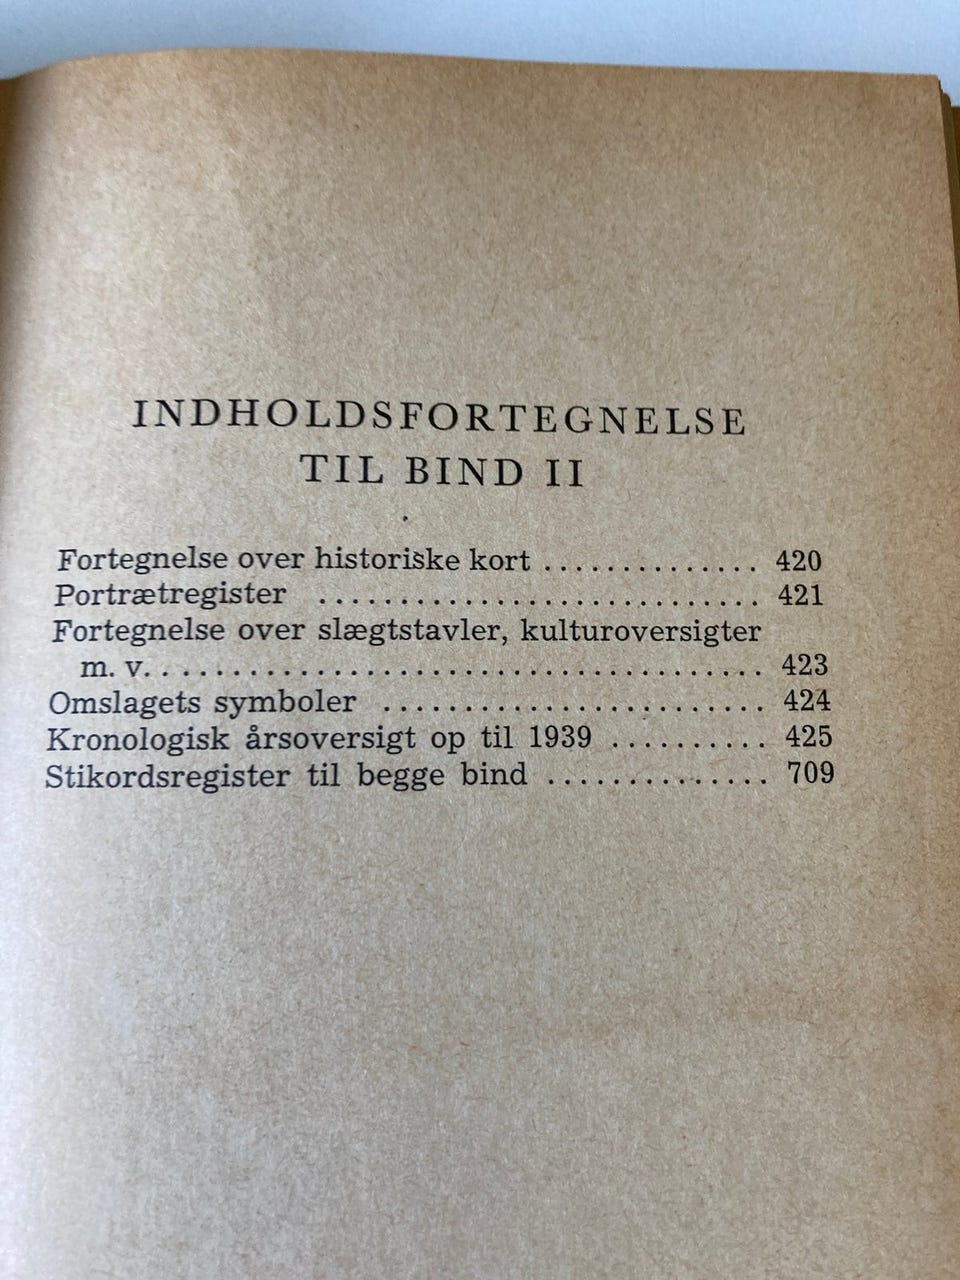 INDHOLDSFORTEGNELSE
TIL BIND II
Fortegnelse over historiske kort .............. 420
Portrætregister ............................ 421
Fortegnelse over slægtstavler, kulturoversigter
m. v. ...................................... 423
Omslagets symboler ........................ 424
Kronologisk årsoversigt op til 1939 .......... 425
Stikordsregister til begge bind .............. 709